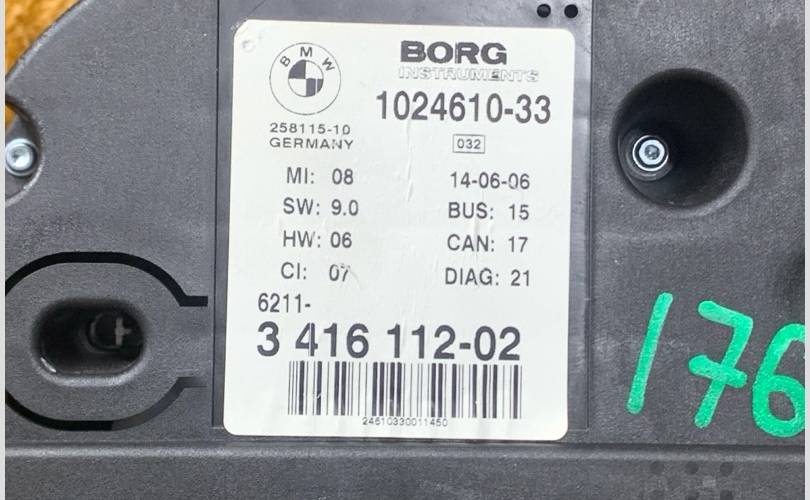 BMW
BORG
INSTRUMENTS
1024610-33
258115-10
GERMANY
032
MI: 08
14-06-06
SW: 9.0
BUS: 15
HW: 06
CAN: 17
CI: 07
DIAG: 21
6211-
3 416 112-02
24610330011450
176